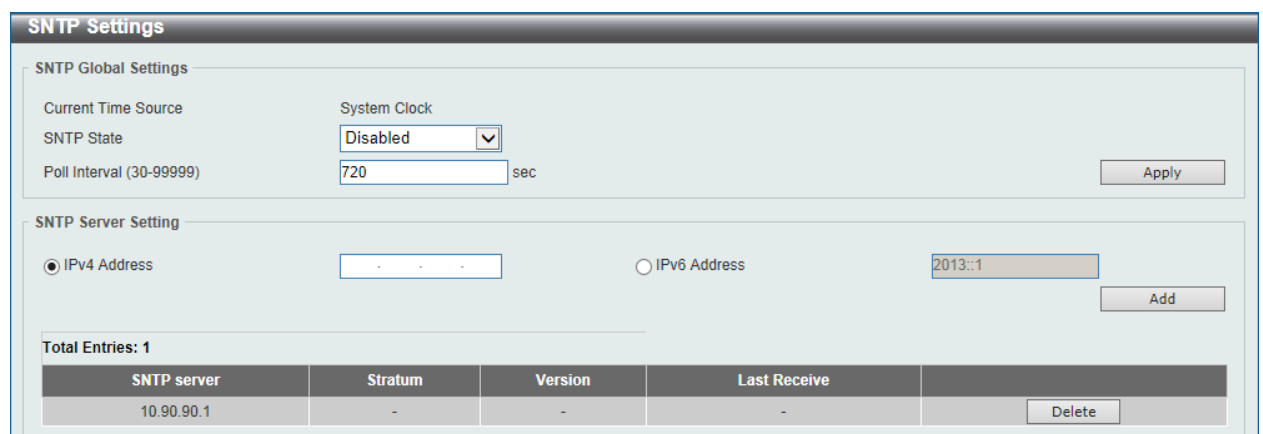 SNTP Settings
SNTP Global Settings
Current Time Source System Clock
SNTP State Disabled
Poll Interval (30-99999) 720 sec Apply
SNTP Server Setting
IPv4 Address . . . IPv6 Address 2013::1
Add
Total Entries: 1
SNTP server Stratum Version Last Receive
10.90.90.1 - - - Delete